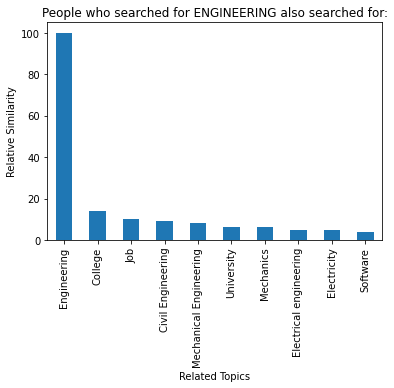 People who searched for ENGINEERING also searched for:
100
80
60
40
20
0
Relative Similarity
Engineering
College
Job
Civil Engineering
Mechanical Engineering
University
Mechanics
Electrical engineering
Electricity
Software
Related Topics